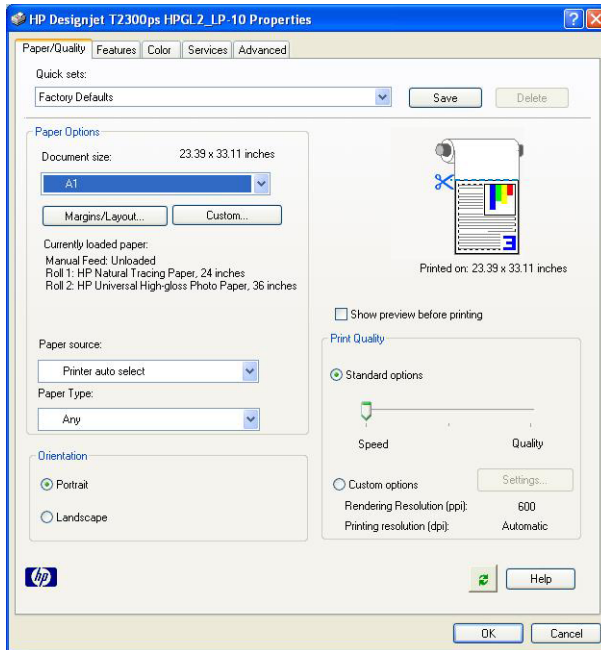 HP Designjet T2300ps HPGL2_LP-10 Properties
Paper/Quality Features Color Services Advanced
Quick sets:
Factory Defaults
Save
Delete
Paper Options
Document size: 23.39 x 33.11 inches
A1
Margins/Layout...
Custom...
Currently loaded paper:
Manual Feed: Unloaded
Roll 1: HP Natural Tracing Paper, 24 inches
Roll 2: HP Universal High-gloss Photo Paper, 36 inches
Paper source:
Printer auto select
Paper Type:
Any
Orientation
Portrait
Landscape
3
Printed on: 23.39 x 33.11 inches
Show preview before printing
Print Quality
Standard options
Speed Quality
Custom options
Settings...
Rendering Resolution (ppi): 600
Printing resolution (dpi): Automatic
hp
Help
OK
Cancel